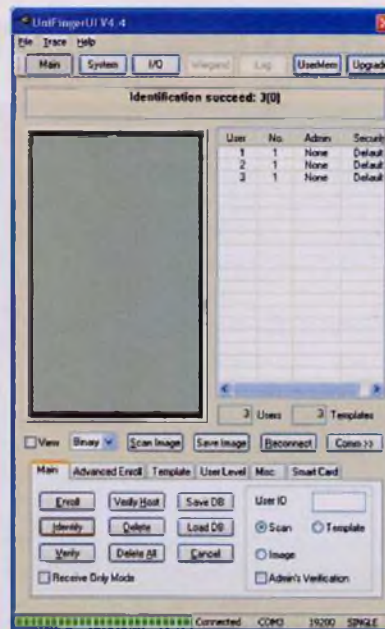 UniFingerUI V4.4
File Trace Help
Main System I/O Wiegand Log UserMem Upgrade
Identification succeed: 3(0)
User No. Admin Security
1 1 None Default
2 1 None Default
3 1 None Default
3 Users 3 Templates
View Binary Scan Image Save Image Reconnect Comm >>
Main Advanced Enroll Template User Level Misc. Smart Card
Enroll Verify Host Save DB User ID
Identify Delete Load DB Scan Template
Verify Delete All Cancel Image
Receive Only Mode Admin's Verification
Connected COM3 19200 SINGLE